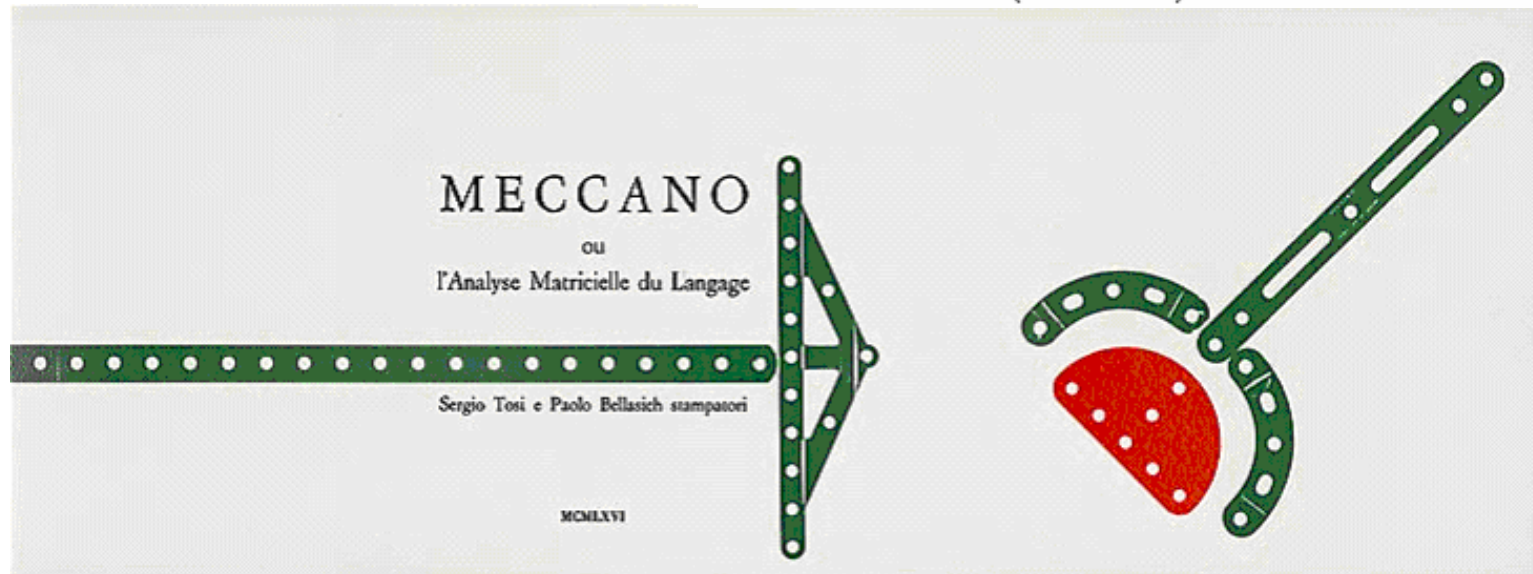 MECCANO
ou
l'Analyse Matricielle du Langage
Sergio Tosi e Paolo Bellasich stampatori
MCMLXVI